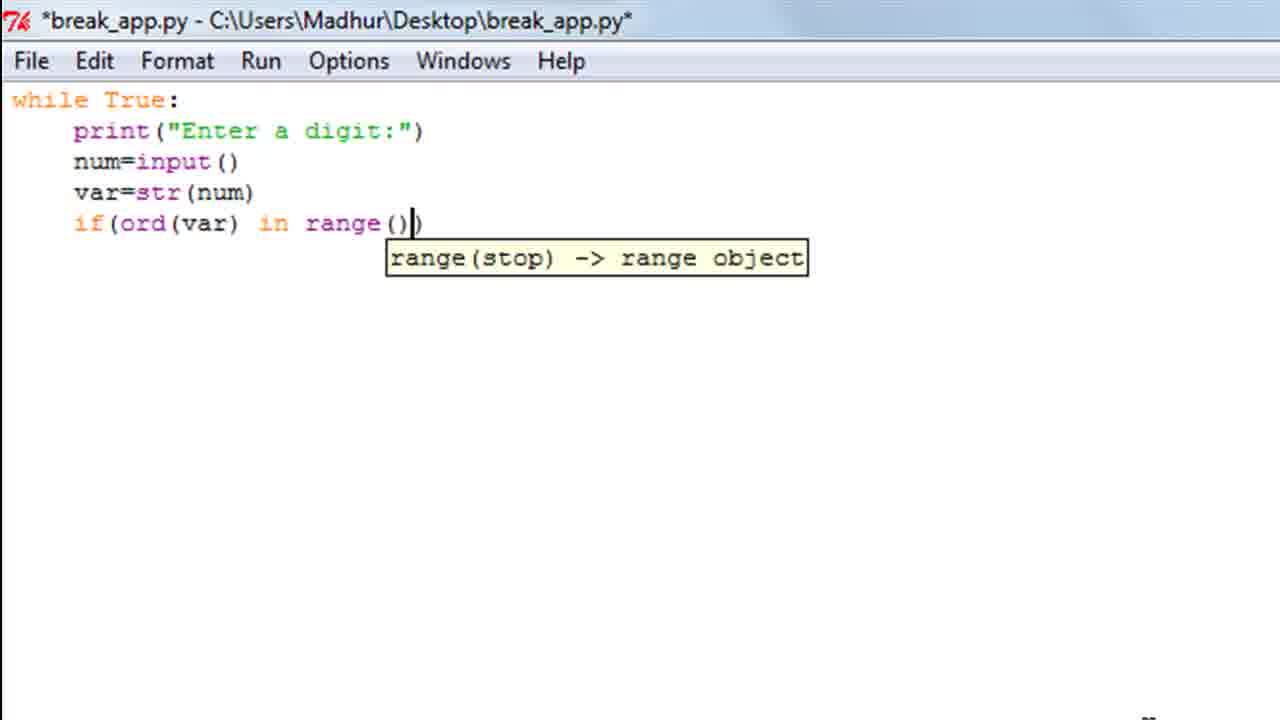 *break_app.py - C:\Users\Madhur\Desktop\break_app.py*
File Edit Format Run Options Windows Help
while True:
    print("Enter a digit:")
    num=input()
    var=str(num)
    if(ord(var) in range())
range(stop) -> range object